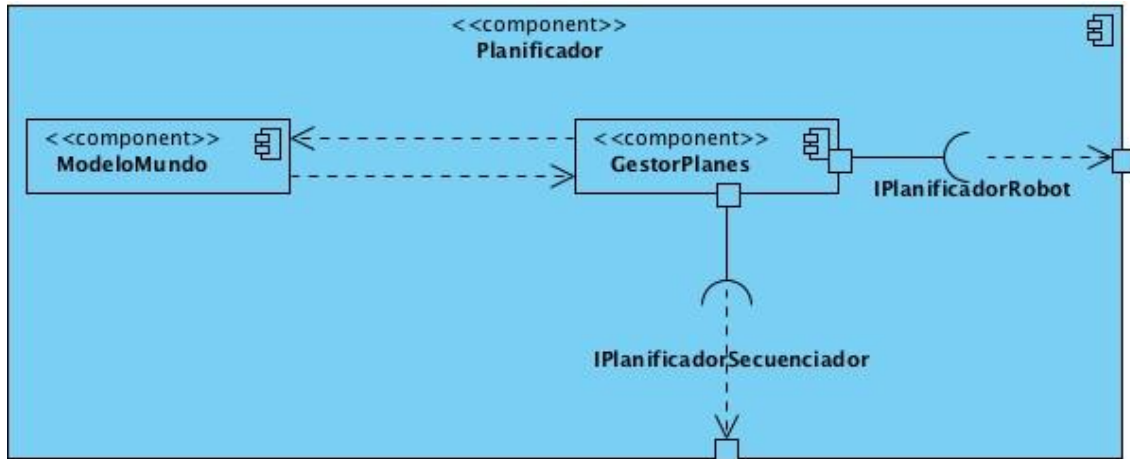 <<component>>
Planificador
<<component>>
ModeloMundo
<<component>>
GestorPlanes
IPlanificadorRobot
IPlanificadorSecuenciador